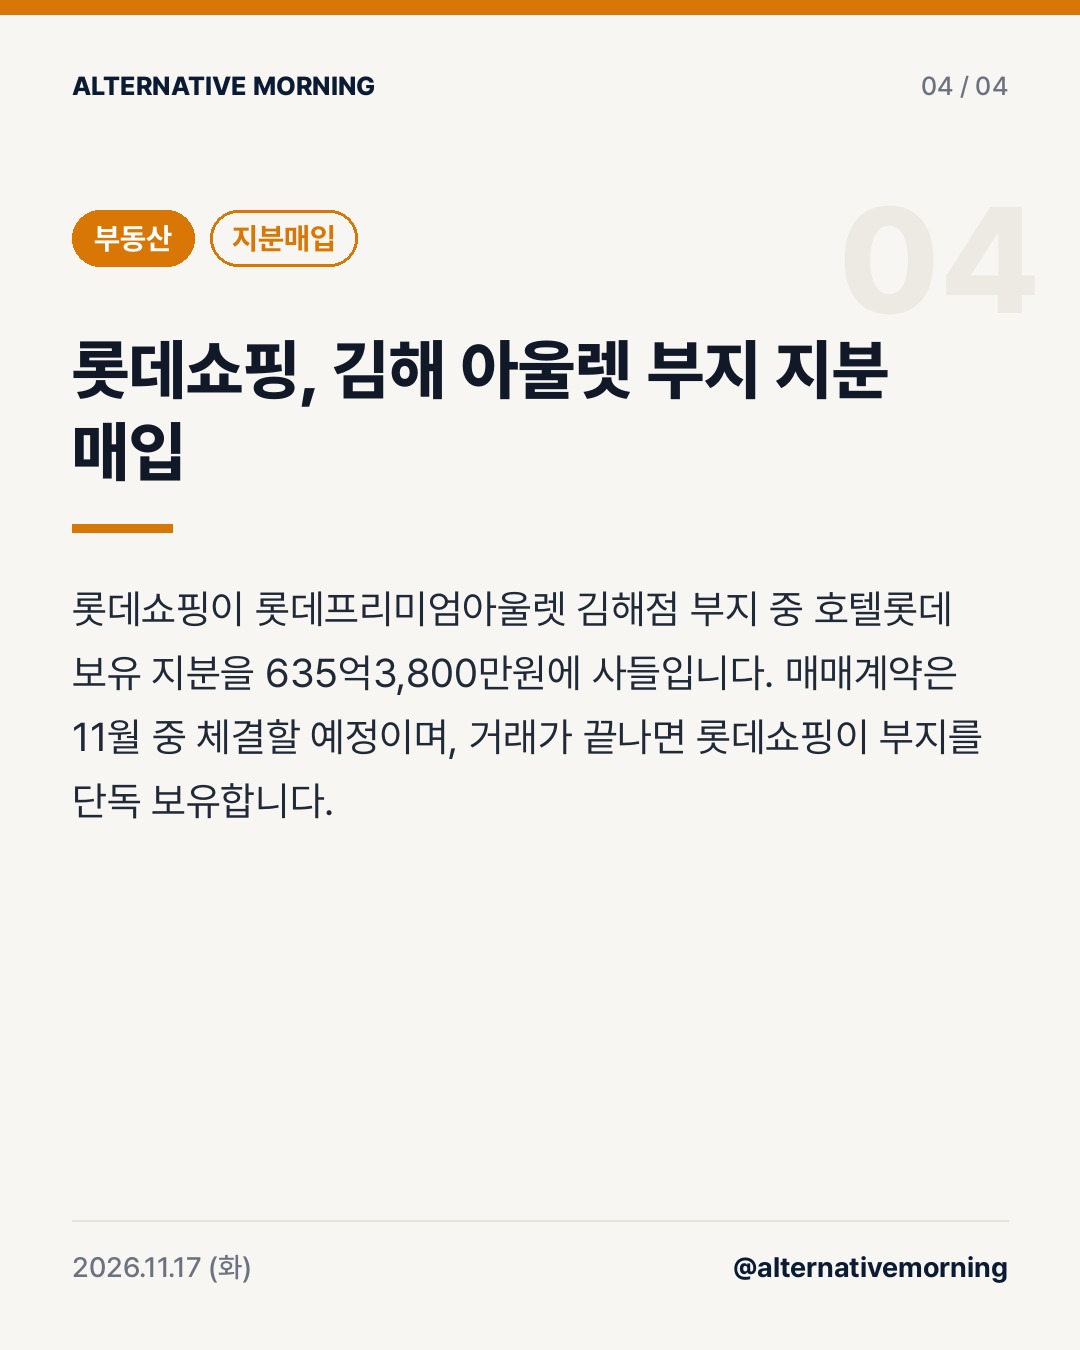 ALTERNATIVE MORNING
04 / 04
부동산
지분매입
04
롯데쇼핑, 김해 아울렛 부지 지분
매입
롯데쇼핑이 롯데프리미엄아울렛 김해점 부지 중 호텔롯데
보유 지분을 635억3,800만원에 사들입니다. 매매계약은
11월 중 체결할 예정이며, 거래가 끝나면 롯데쇼핑이 부지를
단독 보유합니다.
2026.11.17 (화)
@alternativemorning